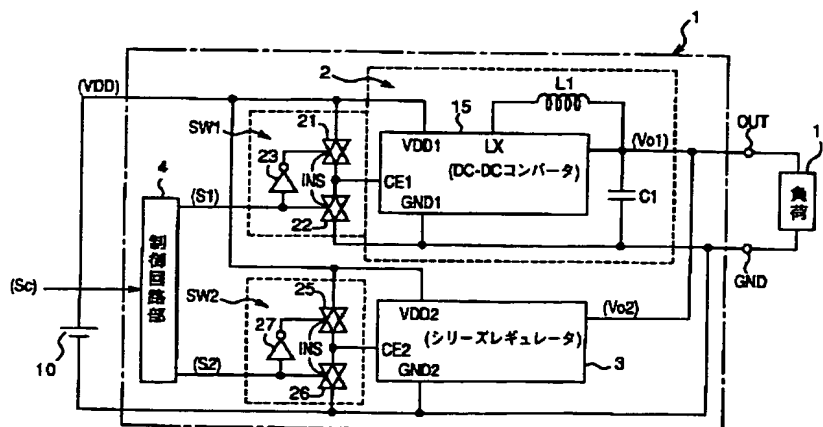 1
2
(VDD)
L1
SW1
21
15
VDD1
LX
OUT
4
23
(Vo1)
1
(S1)
INS
CE1
(DC-DCコンバータ)
GND1
C1
負荷
22
制御回路部
(Sc)
SW2
25
GND
VDD2
(Vo2)
27
INS
(シリーズレギュレータ)
CE2
10
(S2)
GND2
3
26